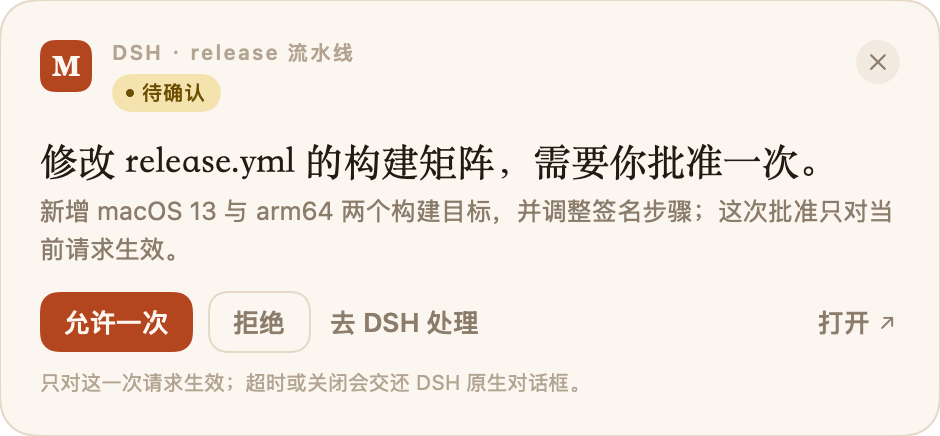 M
DSH · release 流水线
待确认
修改 release.yml 的构建矩阵，需要你批准一次。
新增 macOS 13 与 arm64 两个构建目标，并调整签名步骤；这次批准只对当
前请求生效。
允许一次 拒绝 去 DSH 处理 打开 ↗
只对这一次请求生效；超时或关闭会交还 DSH 原生对话框。